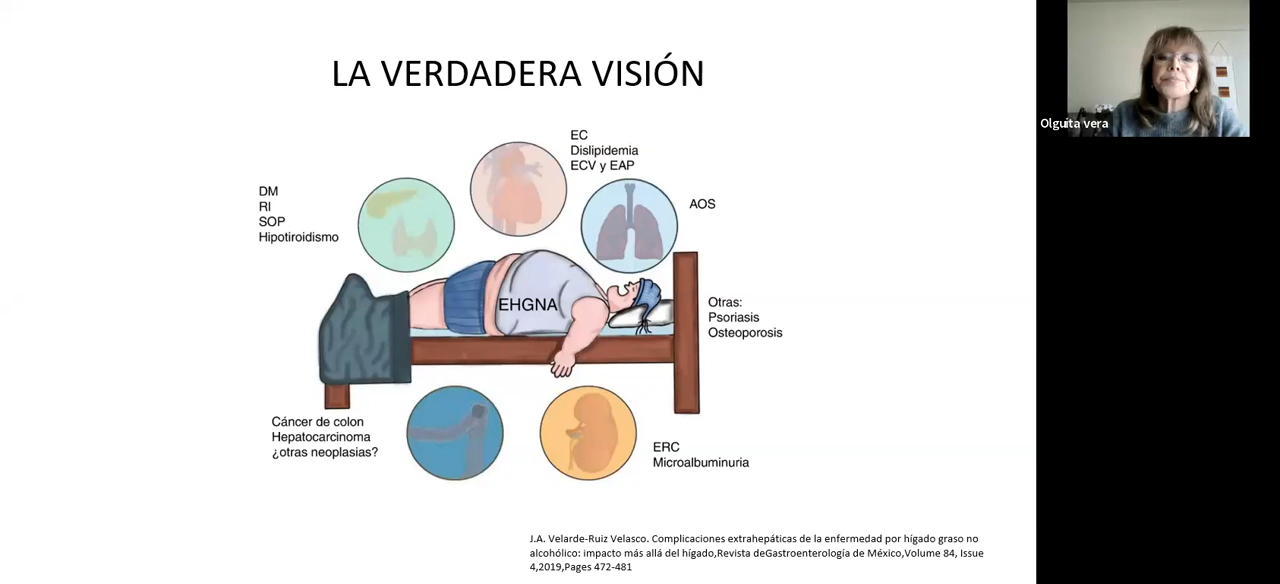 LA VERDADERA VISIÓN
Olguita vera
EC
Dislipidemia
ECV y EAP
DM
RI
SOP
Hipotiroidismo
AOS
EHGNA
Otras:
Psoriasis
Osteoporosis
Cáncer de colon
Hepatocarcinoma
¿otras neoplasias?
ERC
Microalbuminuria
J.A. Velarde-Ruiz Velasco. Complicaciones extrahepáticas de la enfermedad por hígado graso no
alcohólico: impacto más allá del hígado,Revista deGastroenterología de México,Volume 84, Issue
4,2019,Pages 472-481